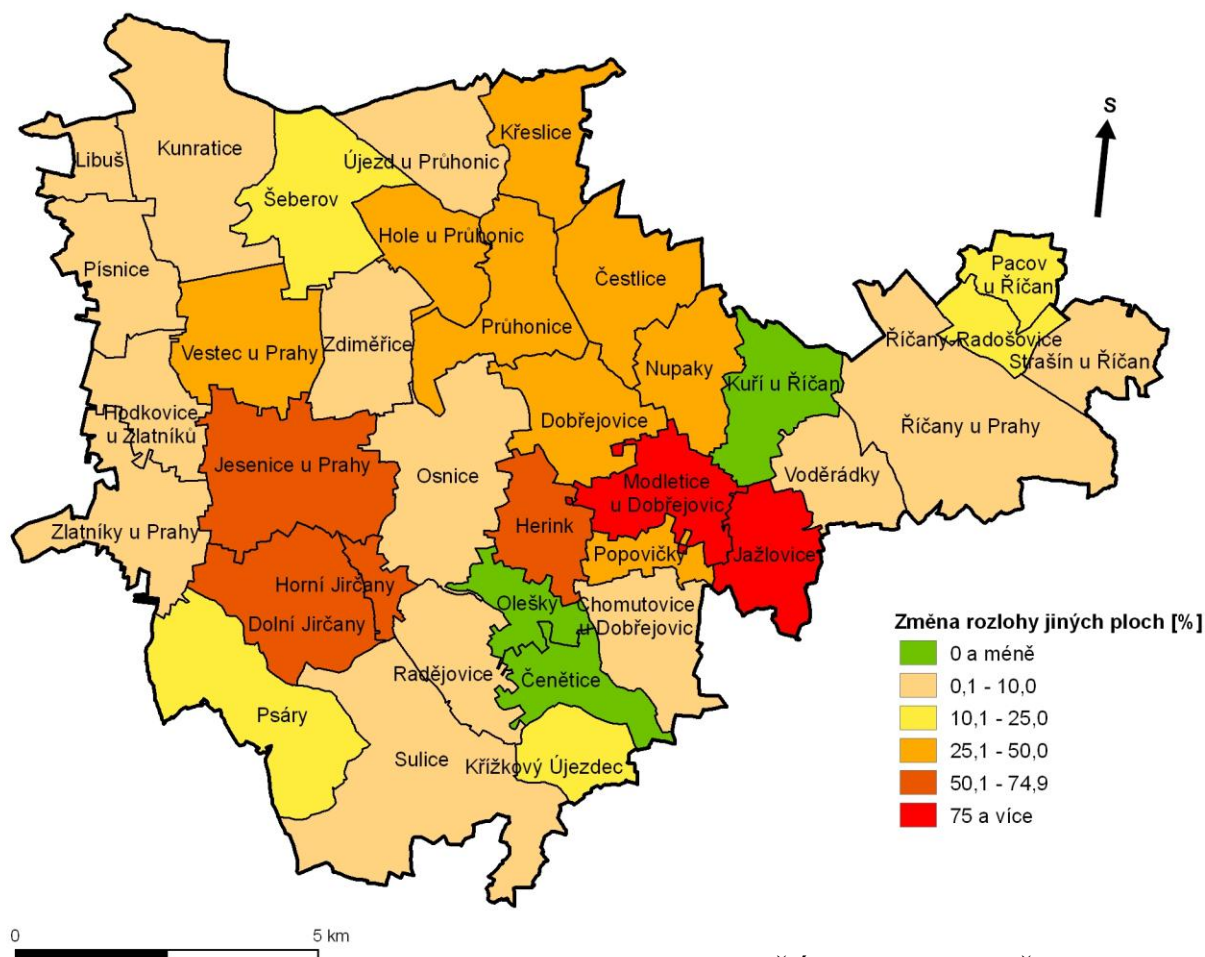 S
Křeslice
Kunratice
Libuš
Újezd u Průhonic
Šeberov
Hole u Průhonic
Písnice
Čestlice
Pacov
u Říčan
Průhonice
Říčany-Radošovice
Zdiměřice
Vestec u Prahy
Strašín u Říčan
Nupaky
Kuří u Říčan
Hodkovice
u Zlatníků
Dobřejovice
Říčany u Prahy
Jesenice u Prahy
Osnice
Voděrádky
Modletice
u Dobřejovic
Zlatníky u Prahy
Herink
Popovičky
Jažlovice
Horní Jirčany
Olešky
Chomutovice
u Dobřejovic
Dolní Jirčany
Radějovice
Čenětice
Psáry
Sulice
Křížkový Újezdec
Změna rozlohy jiných ploch [%]
0 a méně
0,1 - 10,0
10,1 - 25,0
25,1 - 50,0
50,1 - 74,9
75 a více
0 5 km